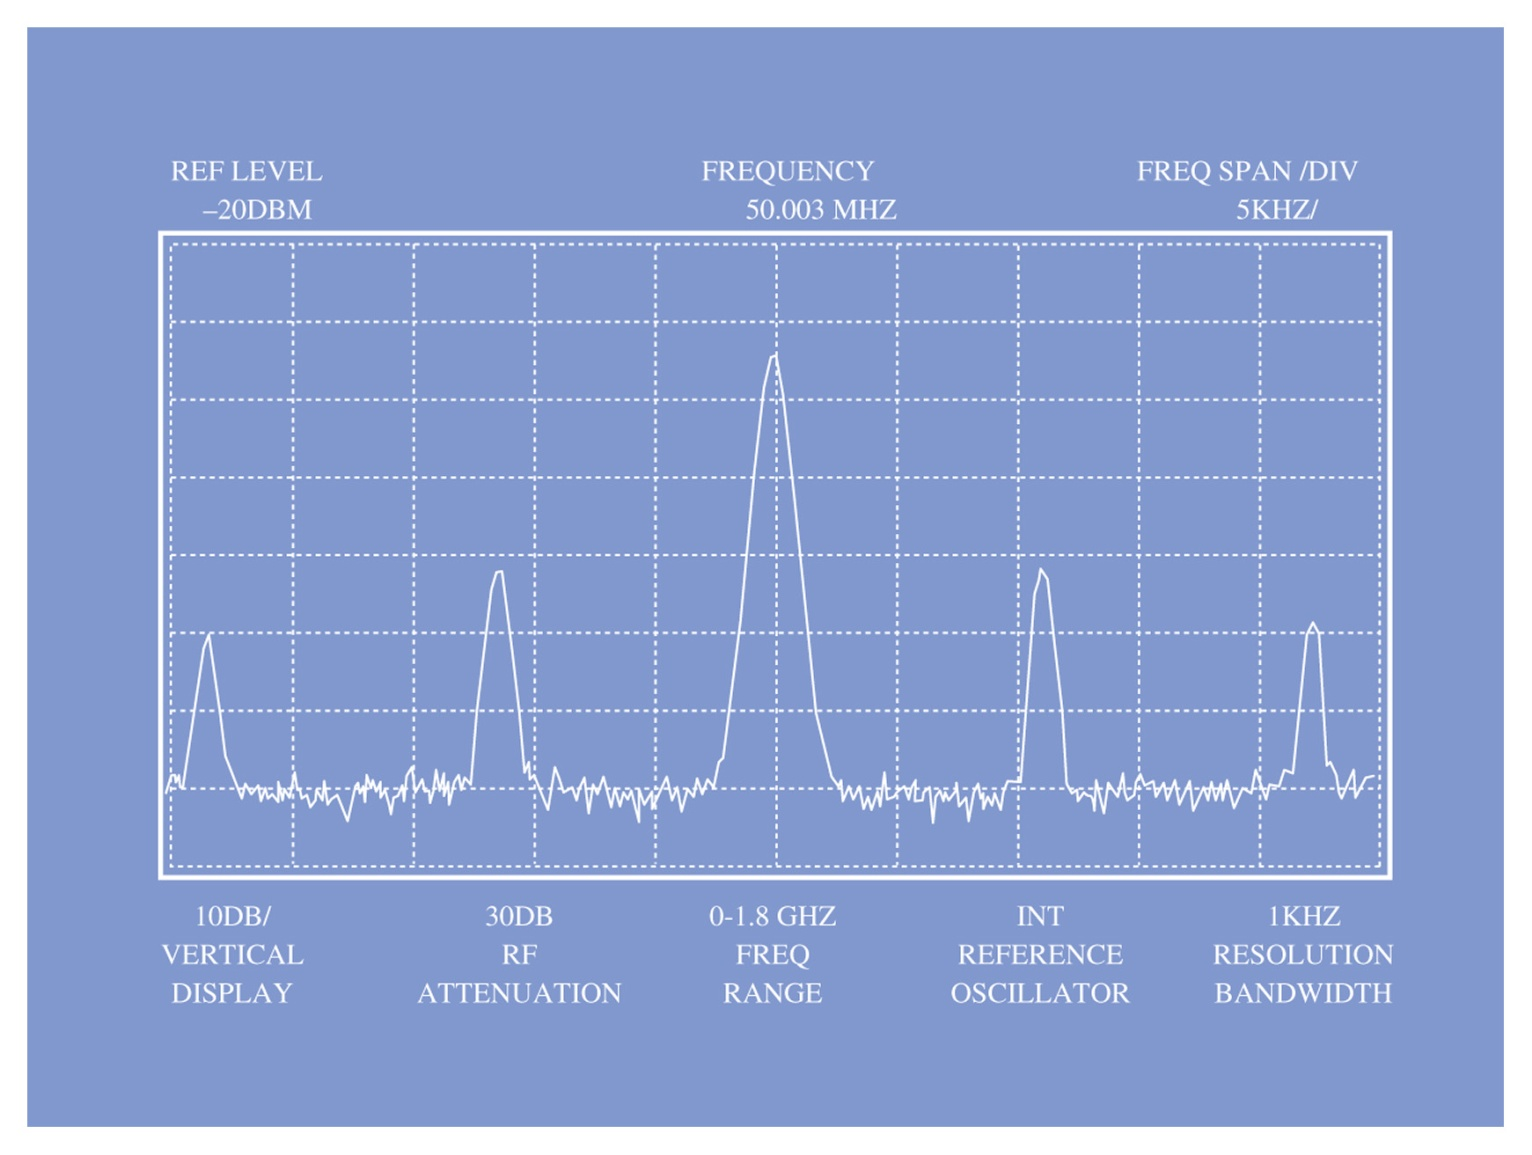 REF LEVEL
–20DBM
FREQUENCY
50.003 MHZ
FREQ SPAN /DIV
5KHZ/
10DB/
VERTICAL
DISPLAY
30DB
RF
ATTENUATION
0-1.8 GHZ
FREQ
RANGE
INT
REFERENCE
OSCILLATOR
1KHZ
RESOLUTION
BANDWIDTH